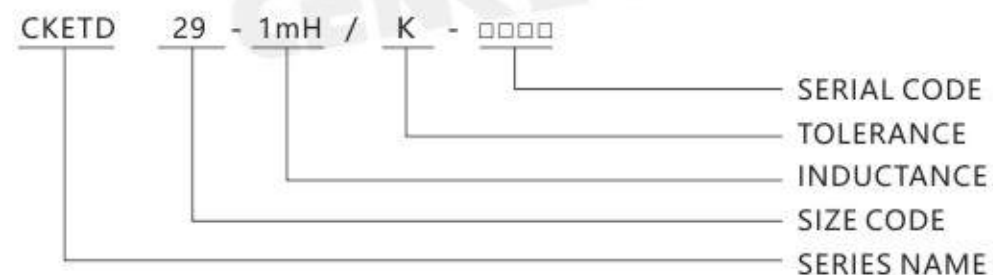 CKETD 29 - 1mH / K - □□□□
SERIAL CODE
TOLERANCE
INDUCTANCE
SIZE CODE
SERIES NAME